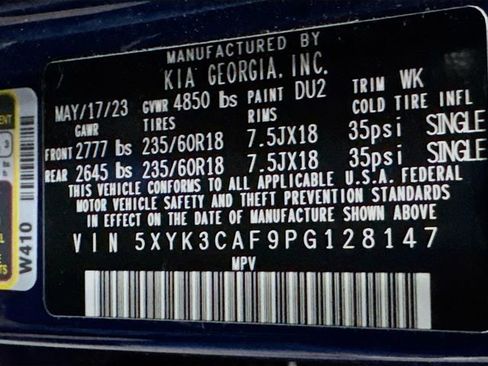 MANUFACTURED BY
KIA GEORGIA, INC.
MAY/17/23 GVWR 4850 lbs PAINT DU2 TRIM WK
GAWR TIRES RIMS COLD TIRE INFL
FRONT 2777 lbs 235/60R18 7.5JX18 35psi SINGLE
REAR 2645 lbs 235/60R18 7.5JX18 35psi SINGLE
THIS VEHICLE CONFORMS TO ALL APPLICABLE U.S.A. FEDERAL
MOTOR VEHICLE SAFETY AND THEFT PREVENTION STANDARDS
IN EFFECT ON THE DATE OF MANUFACTURE SHOWN ABOVE
VIN 5XYK3CAF9PG128147
MPV
W410